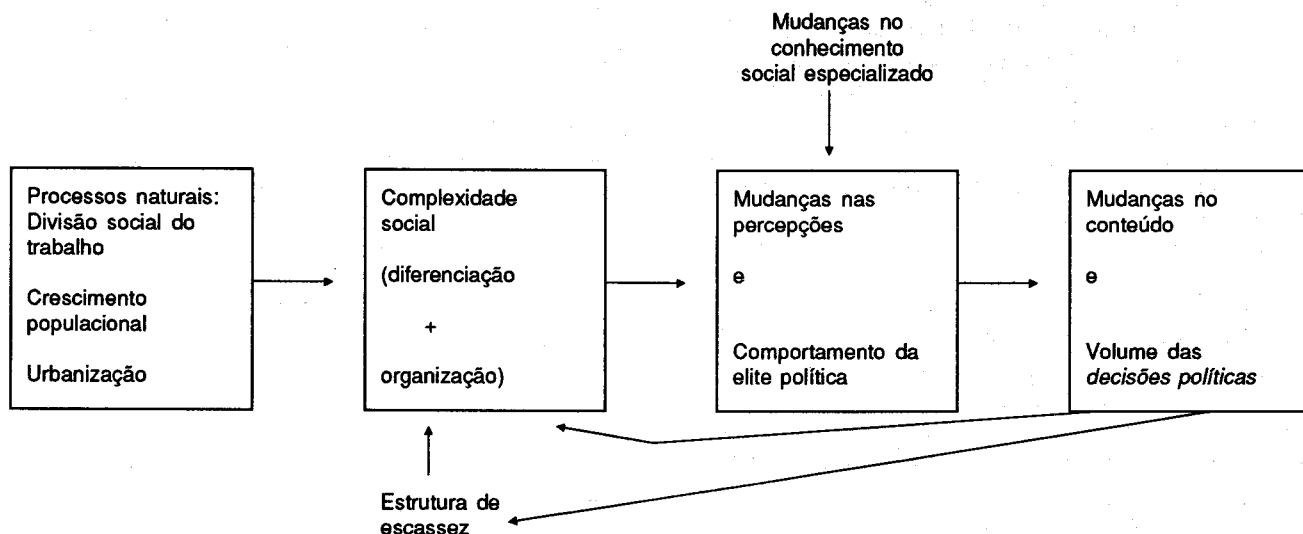 Mudanças no
conhecimento
social especializado
Processos naturais:
Divisão social do
trabalho
Crescimento
populacional
Urbanização
Complexidade
social
(diferenciação
+
organização)
Mudanças nas
percepções
e
Comportamento da
elite política
Mudanças no
conteúdo
e
Volume das
decisões políticas
Estrutura de
escassez